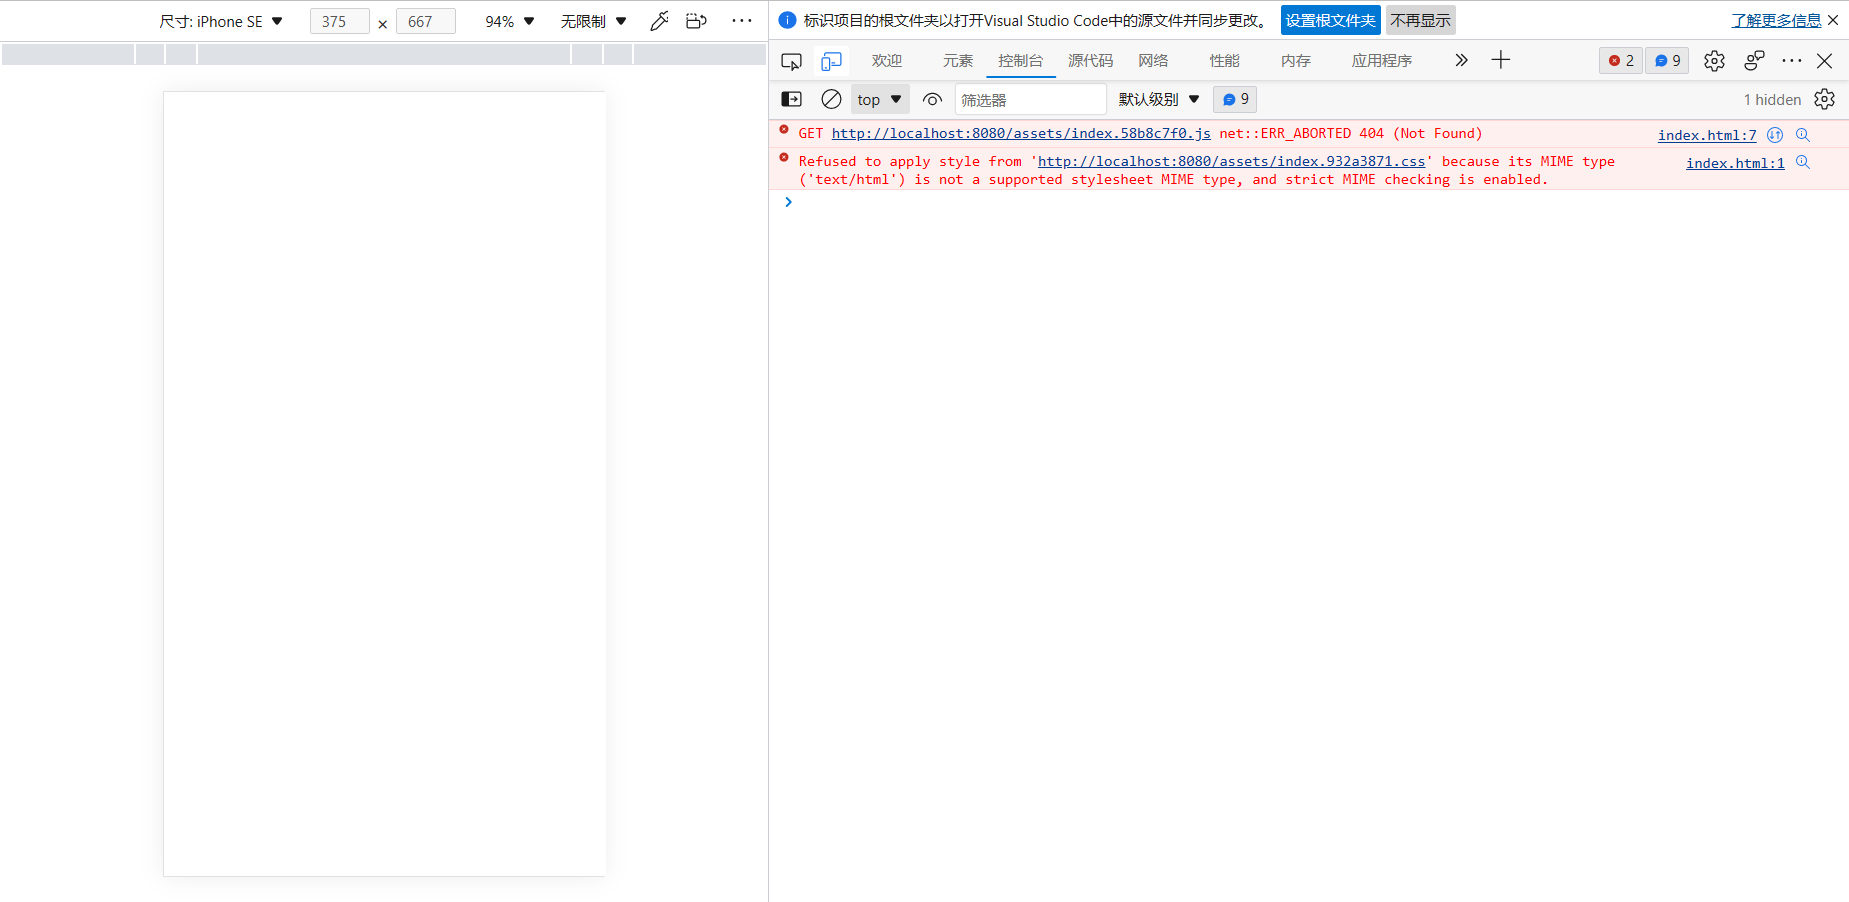 尺寸: iPhone SE 375 × 667 94% 无限制
标识项目的根文件夹以打开Visual Studio Code中的源文件并同步更改。 设置根文件夹 不再显示 了解更多信息
欢迎 元素 控制台 源代码 网络 性能 内存 应用程序 2 9
top 筛选器 默认级别 9 1 hidden
GET http://localhost:8080/assets/index.58b8c7f0.js net::ERR_ABORTED 404 (Not Found) index.html:7
Refused to apply style from 'http://localhost:8080/assets/index.932a3871.css' because its MIME type index.html:1
('text/html') is not a supported stylesheet MIME type, and strict MIME checking is enabled.